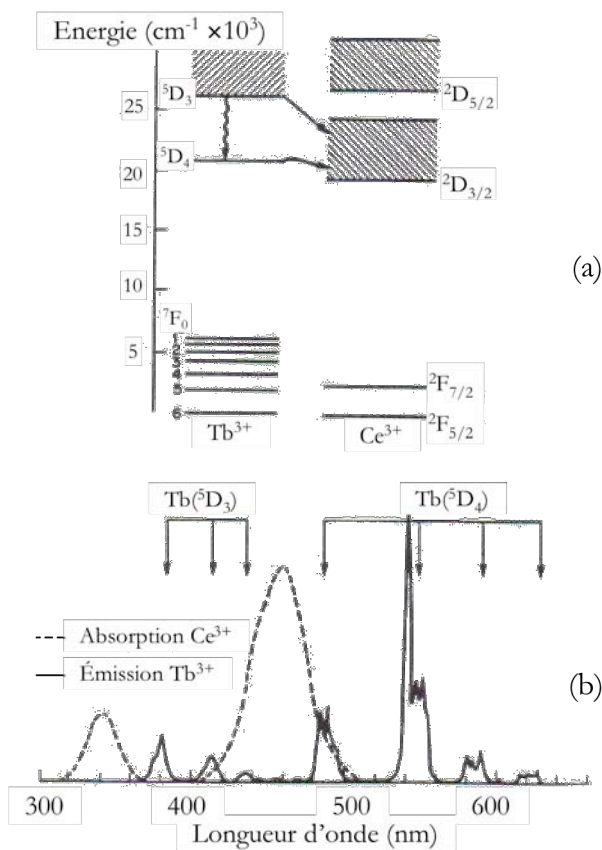 Energie (cm⁻¹ ×10³)
⁵D₃
²D₅/₂
25
⁵D₄
20
²D₃/₂
15
(a)
10
⁷F₀
5
²F₇/₂
6
Tb³⁺
Ce³⁺
²F₅/₂
Tb(⁵D₃)
Tb(⁵D₄)
Absorption Ce³⁺
Émission Tb³⁺
(b)
300
400
500
600
Longueur d'onde (nm)